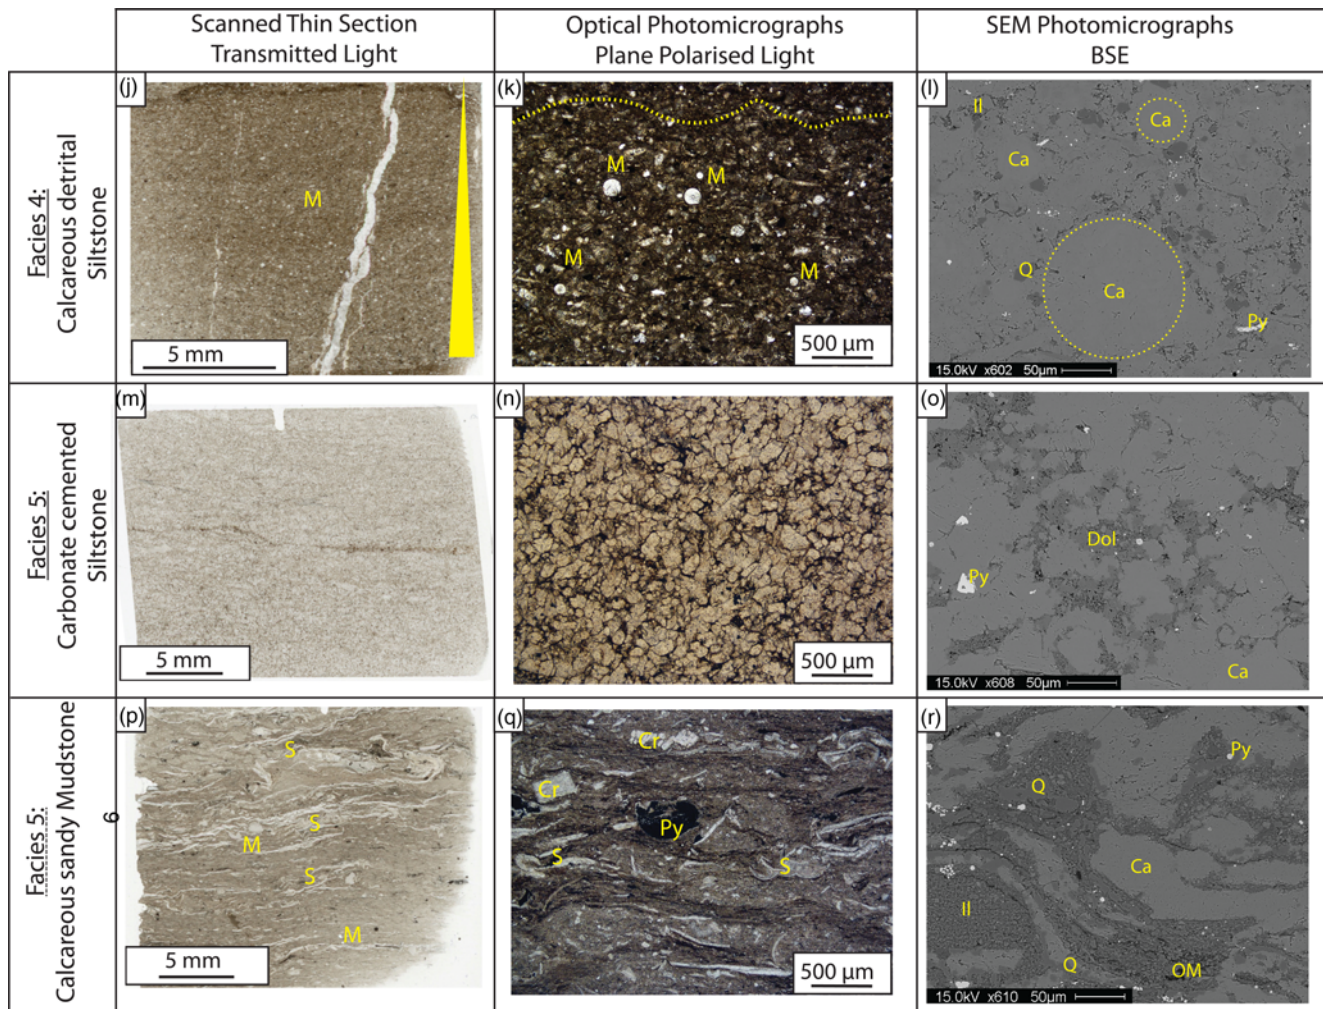 Scanned Thin Section
Transmitted Light
Optical Photomicrographs
Plane Polarised Light
SEM Photomicrographs
BSE
Facies 4:
Calcareous detrital
Siltstone
(j)
M
5 mm
(k)
M
M
M
M
500 µm
(l)
Il
Ca
Ca
Q
Ca
Py
15.0kV x602 50µm
Facies 5:
Carbonate cemented
Siltstone
(m)
5 mm
(n)
500 µm
(o)
Dol
Py
Ca
15.0kV x608 50µm
Facies 5:
6
Calcareous sandy Mudstone
(p)
S
S
M
S
M
5 mm
(q)
Cr
Cr
Py
S
S
500 µm
(r)
Py
Q
Ca
Il
Q
OM
15.0kV x610 50µm